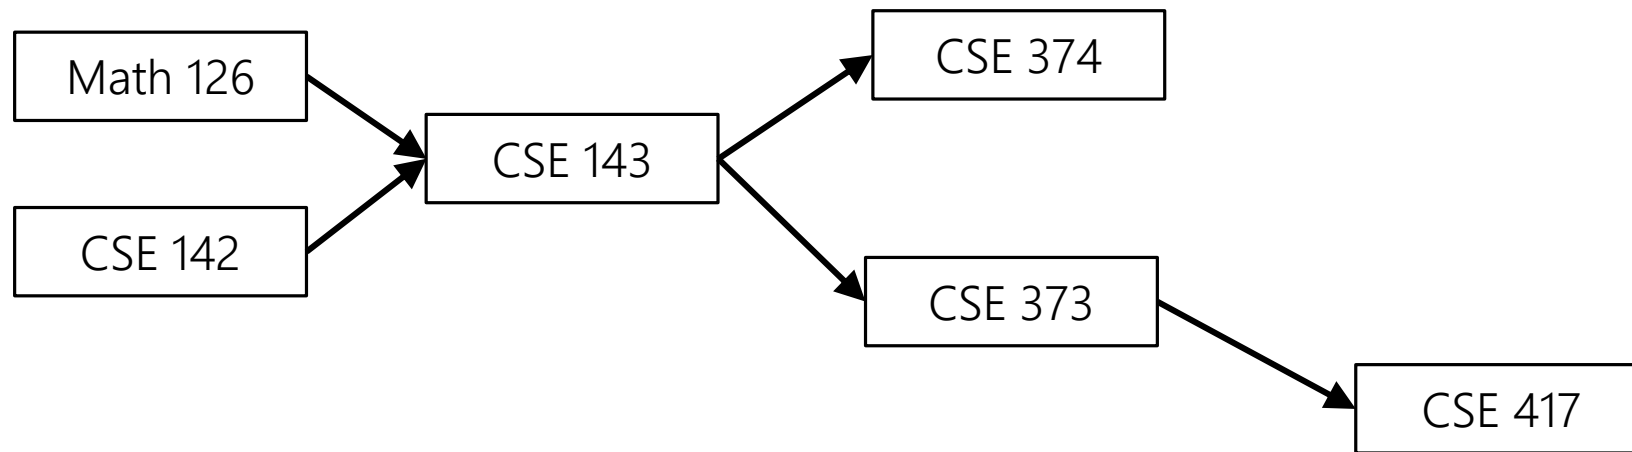 Math 126
CSE 142
CSE 143
CSE 374
CSE 373
CSE 417